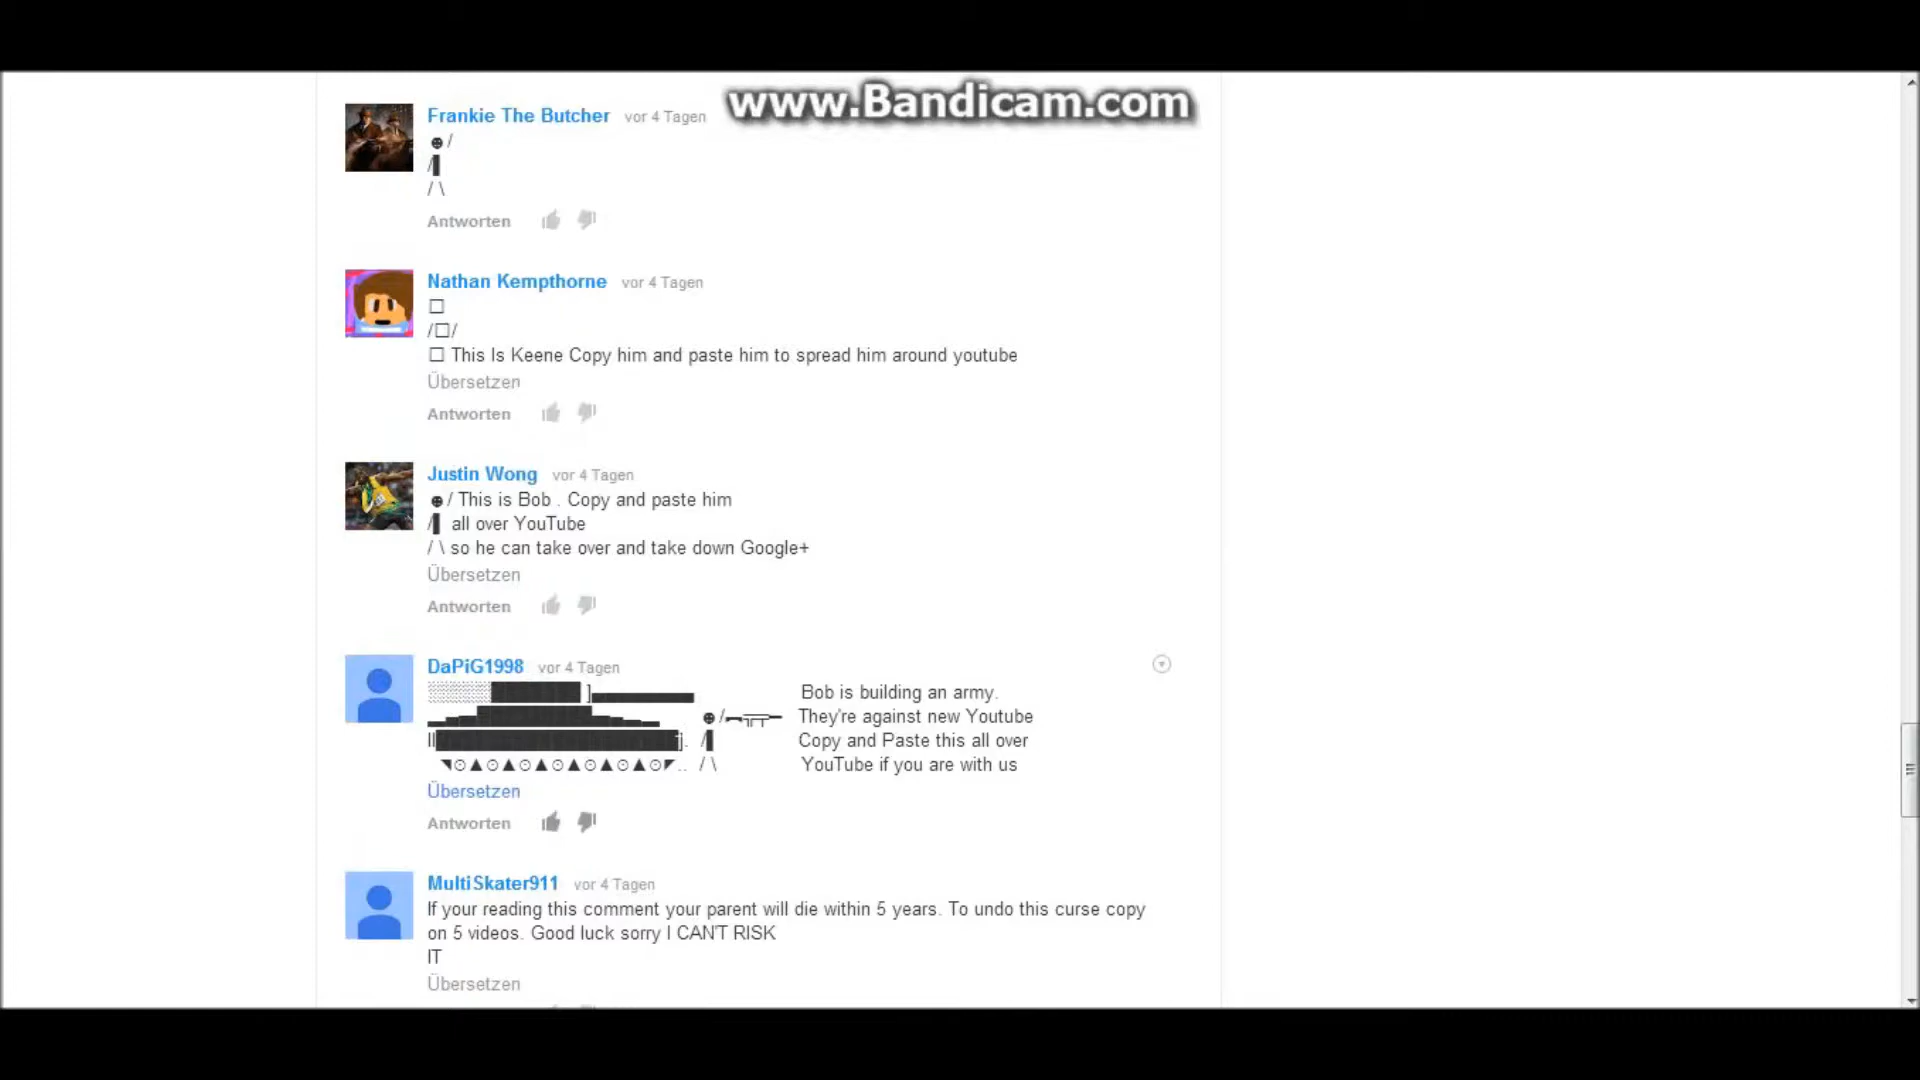 www.Bandicam.com
Frankie The Butcher vor 4 Tagen
☻/
/▌
/ \
Antworten
Nathan Kempthorne vor 4 Tagen
□
/□/
□ This Is Keene Copy him and paste him to spread him around youtube
Übersetzen
Antworten
Justin Wong vor 4 Tagen
☻/ This is Bob . Copy and paste him
/▌ all over YouTube
/ \ so he can take over and take down Google+
Übersetzen
Antworten
DaPiG1998 vor 4 Tagen
░░░░░███████ ]▄▄▄▄▄▄▄▄ Bob is building an army.
▂▄▅█████████▅▄▃▂ ☻/︻╦╤─ They're against new Youtube
Il███████████████████]. /▌ Copy and Paste this all over
◥⊙▲⊙▲⊙▲⊙▲⊙▲⊙▲⊙◤.. / \ YouTube if you are with us
Übersetzen
Antworten
MultiSkater911 vor 4 Tagen
If your reading this comment your parent will die within 5 years. To undo this curse copy
on 5 videos. Good luck sorry I CAN'T RISK
IT
Übersetzen